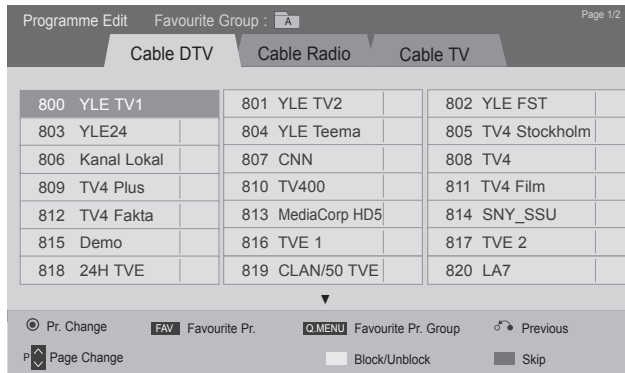 Programme Edit Favourite Group : A Page 1/2
Cable DTV Cable Radio Cable TV
800 YLE TV1 801 YLE TV2 802 YLE FST
803 YLE24 804 YLE Teema 805 TV4 Stockholm
806 Kanal Lokal 807 CNN 808 TV4
809 TV4 Plus 810 TV400 811 TV4 Film
812 TV4 Fakta 813 MediaCorp HD5 814 SNY_SSU
815 Demo 816 TVE 1 817 TVE 2
818 24H TVE 819 CLAN/50 TVE 820 LA7
Pr. Change FAV Favourite Pr. Q.MENU Favourite Pr. Group Previous
P Page Change Block/Unblock Skip